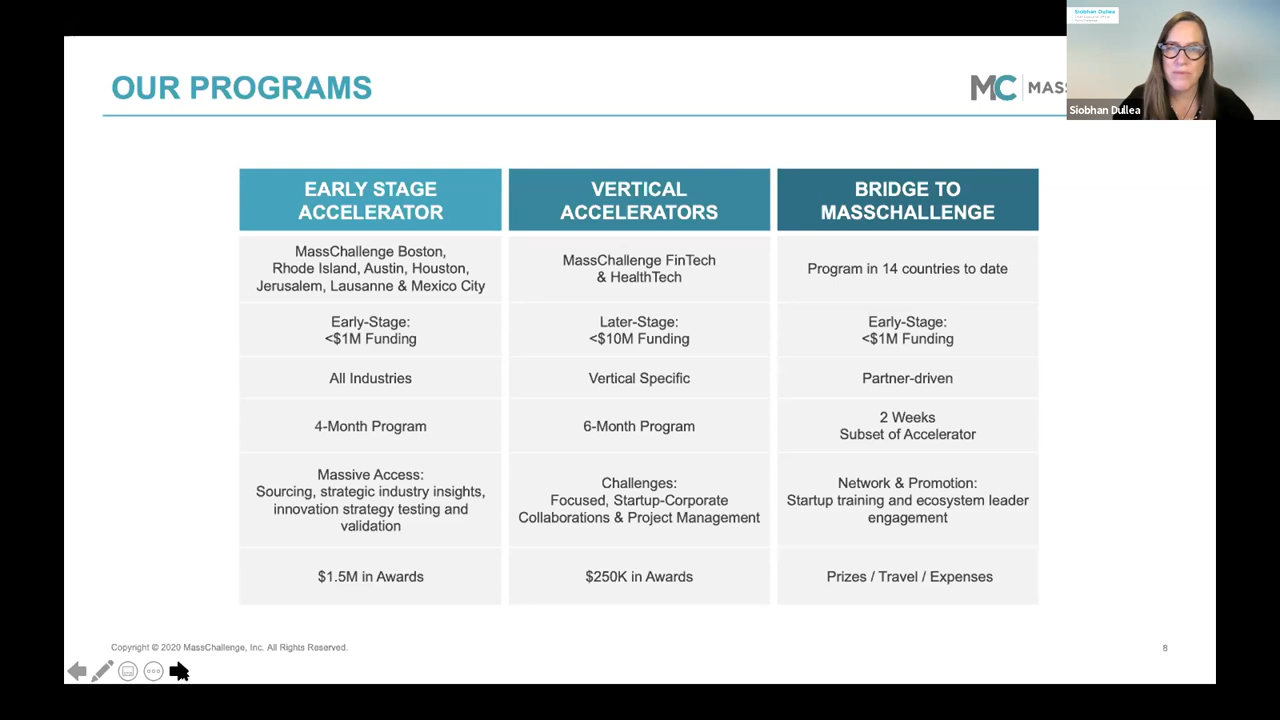 OUR PROGRAMS
MC MASS
Siobhan Dullea
Siobhan Dullea
EARLY STAGE
ACCELERATOR
VERTICAL
ACCELERATORS
BRIDGE TO
MASSCHALLENGE
MassChallenge Boston,
Rhode Island, Austin, Houston,
Jerusalem, Lausanne & Mexico City
MassChallenge FinTech
& HealthTech
Program in 14 countries to date
Early-Stage:
<$1M Funding
Later-Stage:
<$10M Funding
Early-Stage:
<$1M Funding
All Industries
Vertical Specific
Partner-driven
4-Month Program
6-Month Program
2 Weeks
Subset of Accelerator
Massive Access:
Sourcing, strategic industry insights,
innovation strategy testing and
validation
Challenges:
Focused, Startup-Corporate
Collaborations & Project Management
Network & Promotion:
Startup training and ecosystem leader
engagement
$1.5M in Awards
$250K in Awards
Prizes / Travel / Expenses
Copyright © 2020 MassChallenge, Inc. All Rights Reserved.
8